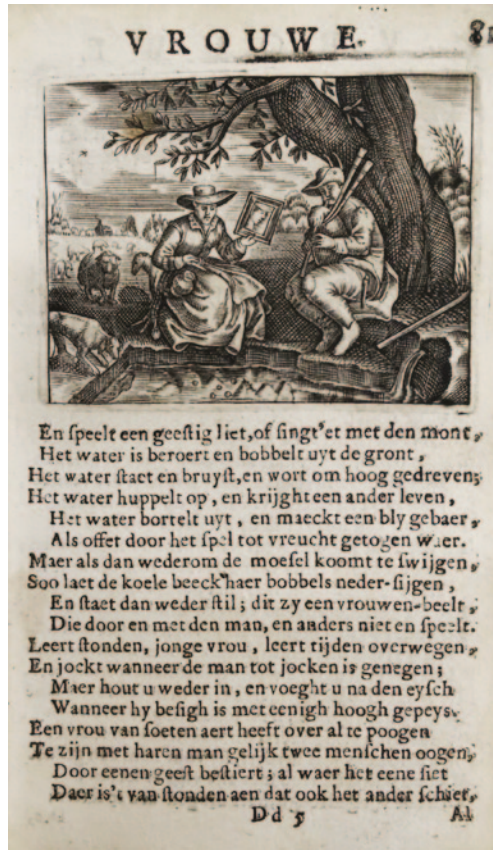 VROUWE.
En ſpeelt een geeſtig liet, of ſingt'et met den mont,
Het water is beroert en bobbelt uyt de gront,
Het water ſtaet en bruyſt, en wort om hoog gedreven;
Het water huppelt op, en krijght een ander leven,
Het water bortelt uyt, en maeckt een bly gebaer,
Als offet door het ſpel tot vreucht getogen waer.
Maer als dan wederom de moeſel koomt te ſwijgen,
Soo laet de koele beeck haer bobbels neder-ſijgen,
En ſtaet dan weder ſtil; dit zy een vrouwen-beelt,
Die door en met den man, en anders niet en ſpeelt.
Leert ſtonden, jonge vrou, leert tijden overwegen,
En jockt wanneer de man tot jocken is genegen;
Maer hout u weder in, en voeght u na den eyſch
Wanneer hy beſigh is met eenigh hoogh gepeys.
Een vrou van ſoeten aert heeft over al te poogen
Te zijn met haren man gelijk twee menſchen oogen,
Door eenen geeſt beſtiert; al waer het eene ſiet
Daer is't van ſtonden aen dat ook het ander ſchiet,
Dd 5 Al